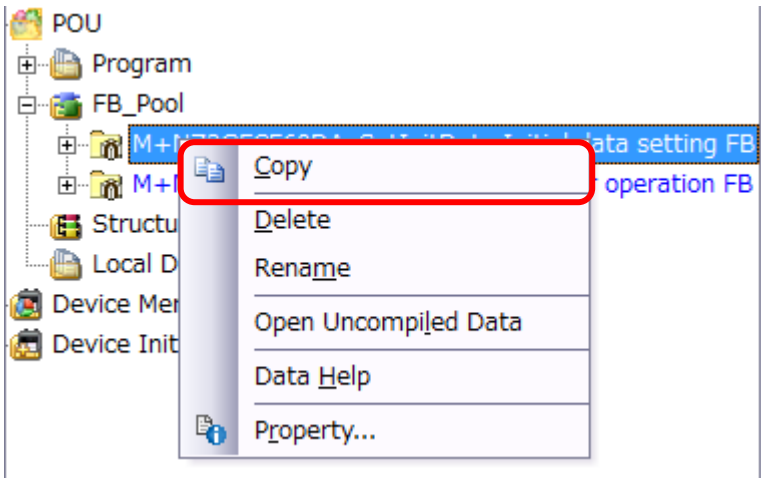 POU
Program
FB_Pool
M+ data setting FB
Copy
M+ operation FB
Delete
Structu
Rename
Local D
Device Mer
Open Uncompiled Data
Device Init
Data Help
Property...